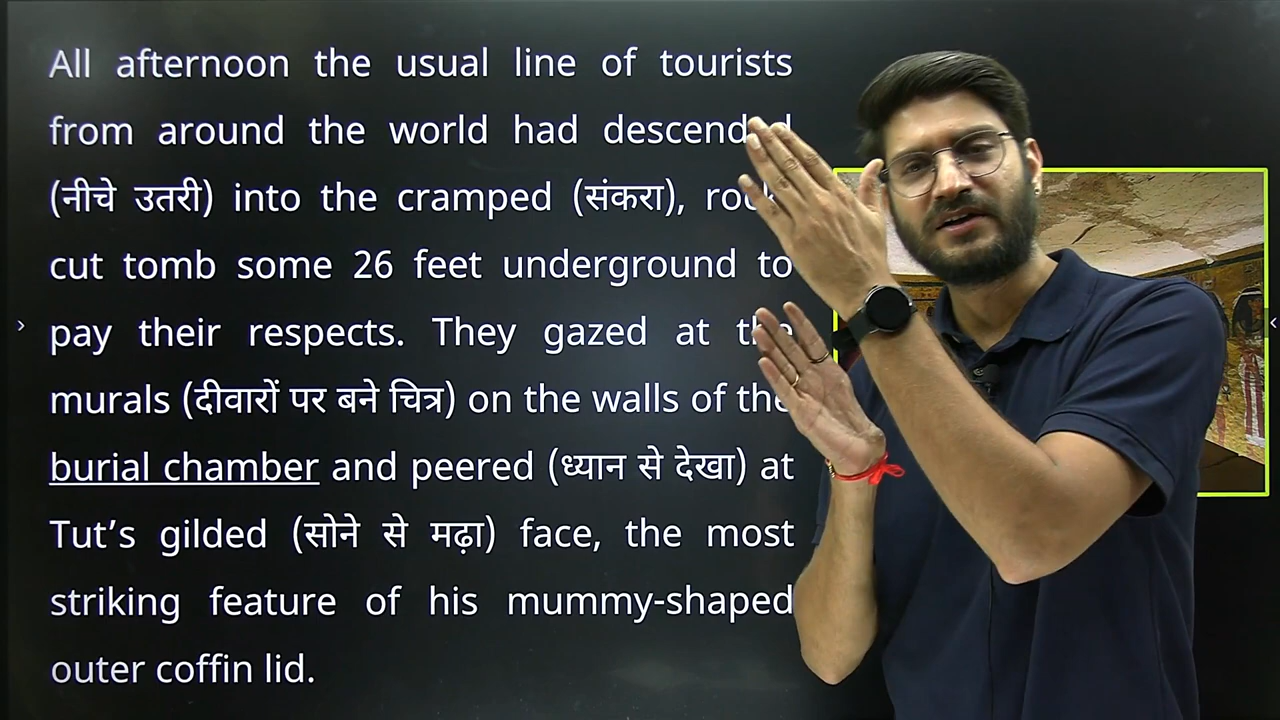 All afternoon the usual line of tourists
from around the world had descended
(नीचे उतरी) into the cramped (संकरा), rock-
cut tomb some 26 feet underground to
pay their respects. They gazed at the
murals (दीवारों पर बने चित्र) on the walls of the
burial chamber and peered (ध्यान से देखा) at
Tut’s gilded (सोने से मढ़ा) face, the most
striking feature of his mummy-shaped
outer coffin lid.